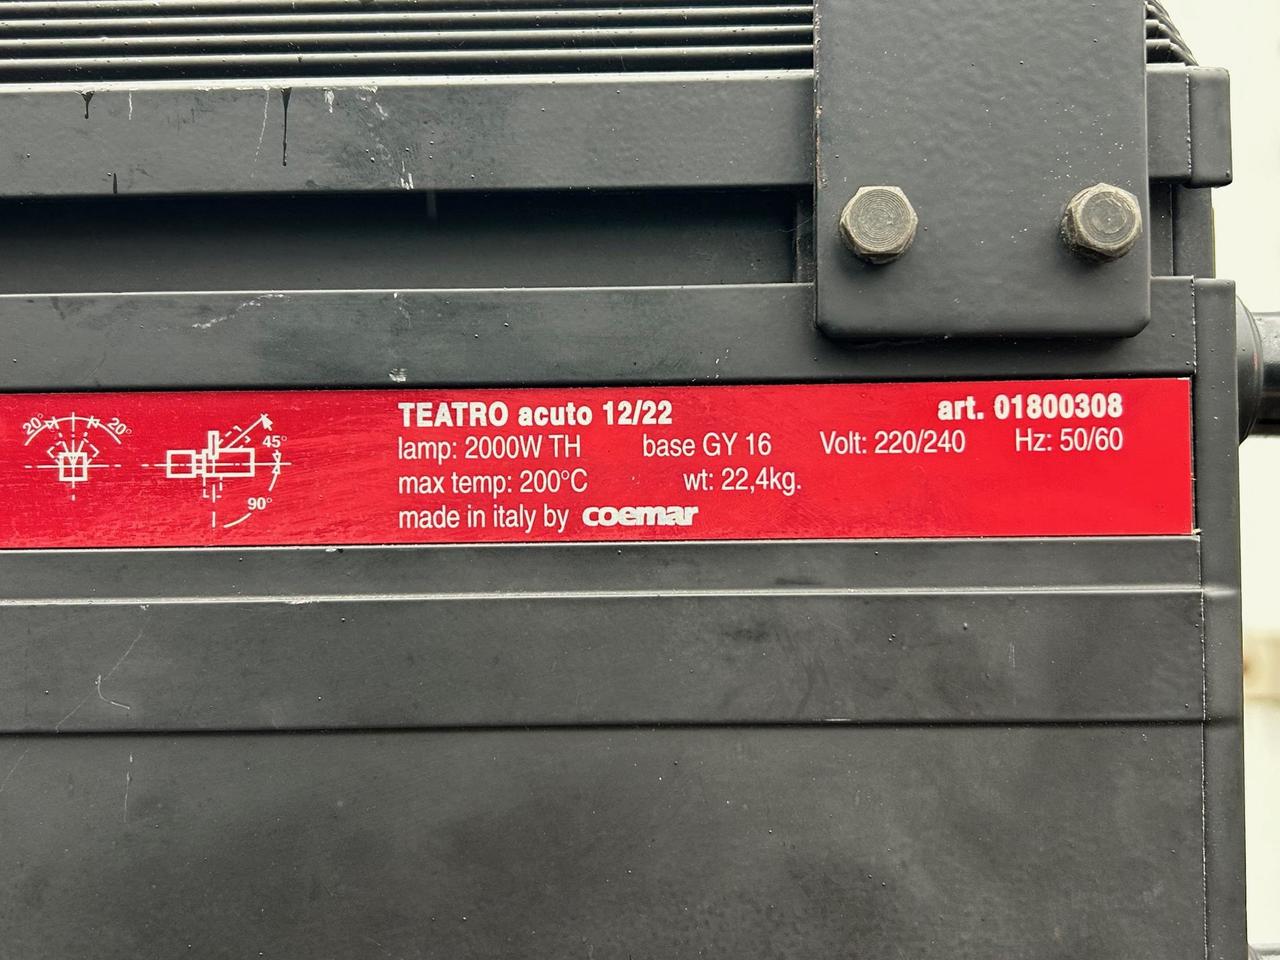 TEATRO acuto 12/22 art. 01800308
lamp: 2000W TH base GY 16 Volt: 220/240 Hz: 50/60
max temp: 200°C wt: 22,4kg.
made in italy by coemar
20° 20°
45°
90°